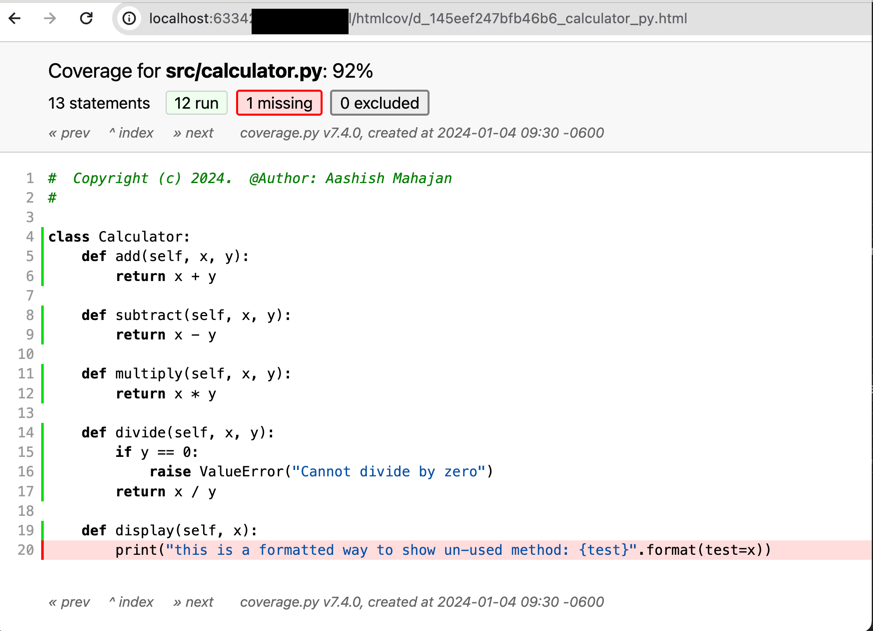 localhost:6334 l/htmlcov/d_145eef247bfb46b6_calculator_py.html
Coverage for src/calculator.py: 92%
13 statements 12 run 1 missing 0 excluded
« prev ^ index » next coverage.py v7.4.0, created at 2024-01-04 09:30 -0600
1 # Copyright (c) 2024. @Author: Aashish Mahajan
2 #
3
4 class Calculator:
5 def add(self, x, y):
6 return x + y
7
8 def subtract(self, x, y):
9 return x - y
10
11 def multiply(self, x, y):
12 return x * y
13
14 def divide(self, x, y):
15 if y == 0:
16 raise ValueError("Cannot divide by zero")
17 return x / y
18
19 def display(self, x):
20 print("this is a formatted way to show un-used method: {test}".format(test=x))
« prev ^ index » next coverage.py v7.4.0, created at 2024-01-04 09:30 -0600